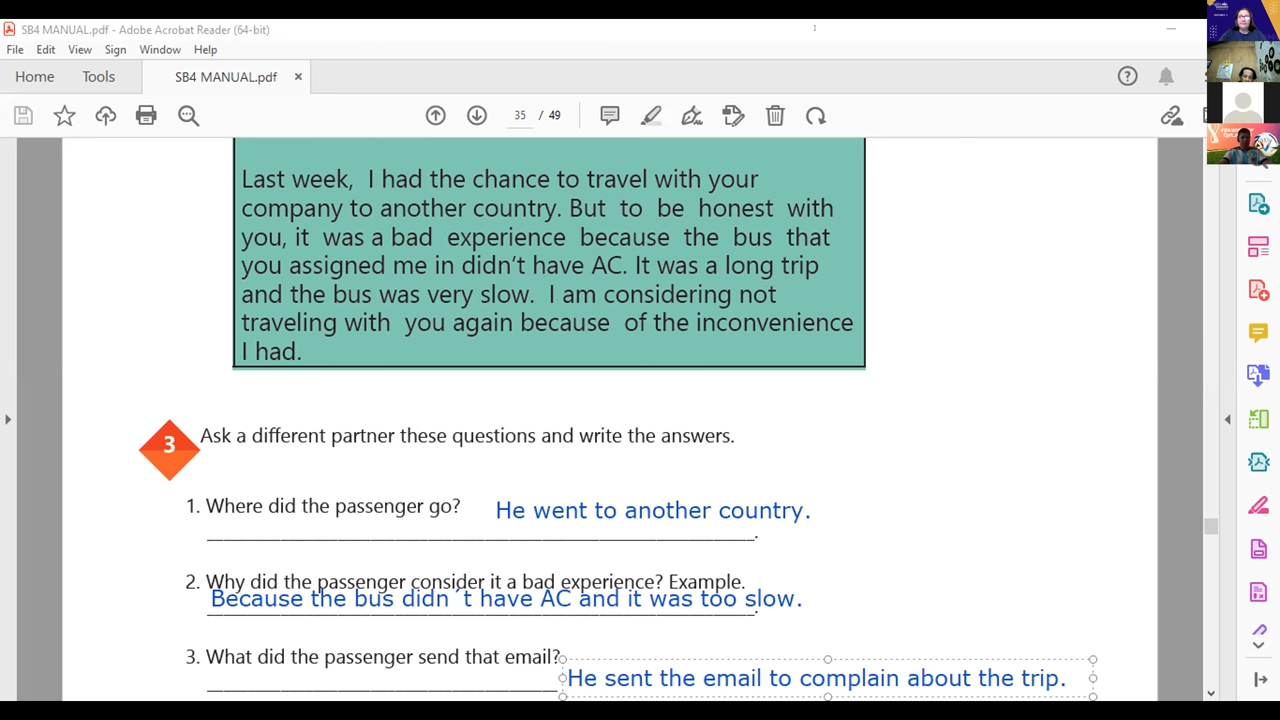 SB4 MANUAL.pdf - Adobe Acrobat Reader (64-bit)
File Edit View Sign Window Help
Home Tools SB4 MANUAL.pdf ×
35 / 49
Last week, I had the chance to travel with your
company to another country. But to be honest with
you, it was a bad experience because the bus that
you assigned me in didn't have AC. It was a long trip
and the bus was very slow. I am considering not
traveling with you again because of the inconvenience
I had.
3 Ask a different partner these questions and write the answers.
1. Where did the passenger go? He went to another country.
_______________________________________________.
2. Why did the passenger consider it a bad experience? Example.
Because the bus didn´t have AC and it was too slow.
_______________________________________________.
3. What did the passenger send that email?
He sent the email to complain about the trip.